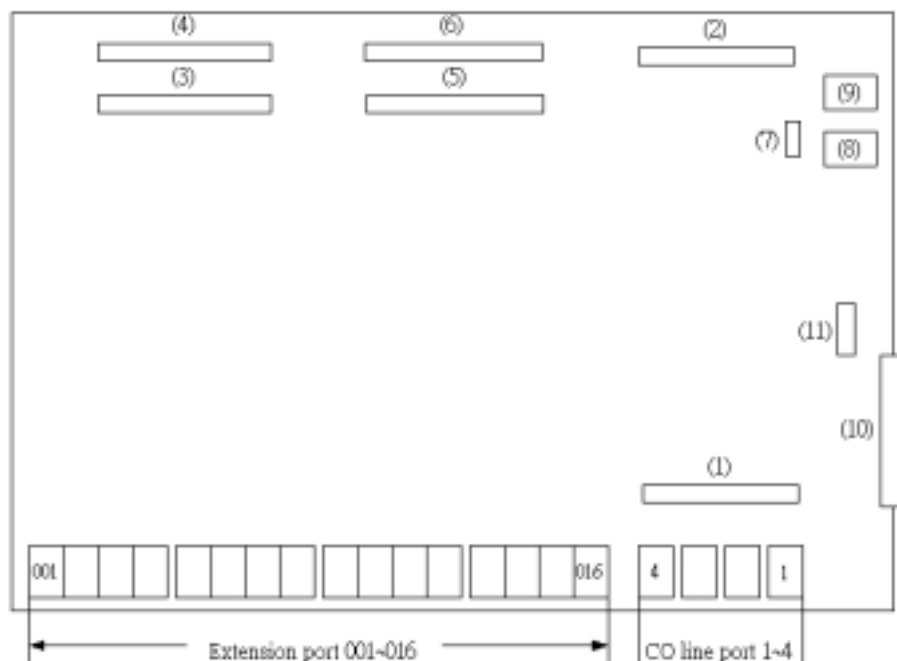 (4) (6) (2)
(3) (5) (9)
(7) (8)
(11)
(10)
(1)
001 016 4 1
Extension port 001~016 CO line port 1~4